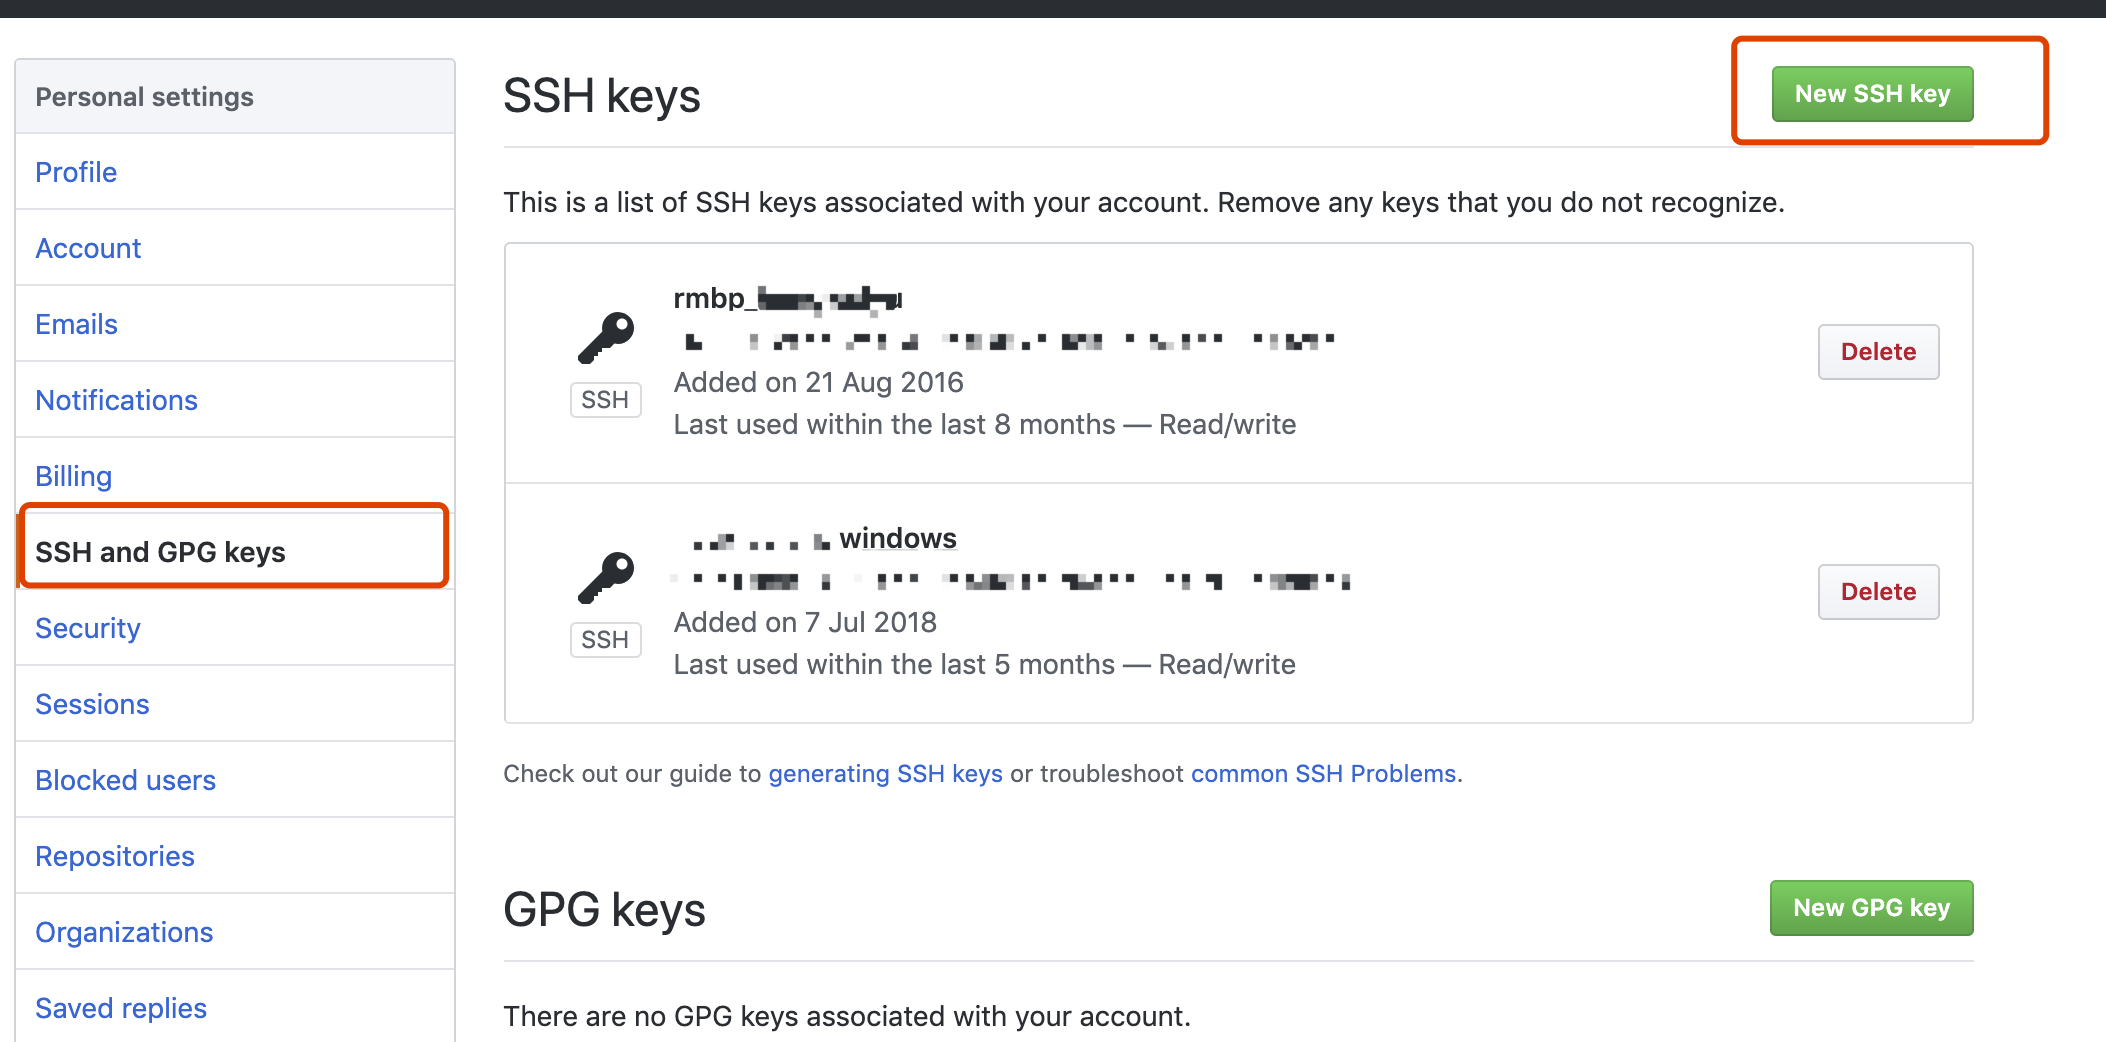 Personal settings
Profile
Account
Emails
Notifications
Billing
SSH and GPG keys
Security
Sessions
Blocked users
Repositories
Organizations
Saved replies
SSH keys
New SSH key
This is a list of SSH keys associated with your account. Remove any keys that you do not recognize.
rmbp_
SSH
Added on 21 Aug 2016
Last used within the last 8 months — Read/write
Delete
windows
SSH
Added on 7 Jul 2018
Last used within the last 5 months — Read/write
Delete
Check out our guide to generating SSH keys or troubleshoot common SSH Problems.
GPG keys
New GPG key
There are no GPG keys associated with your account.